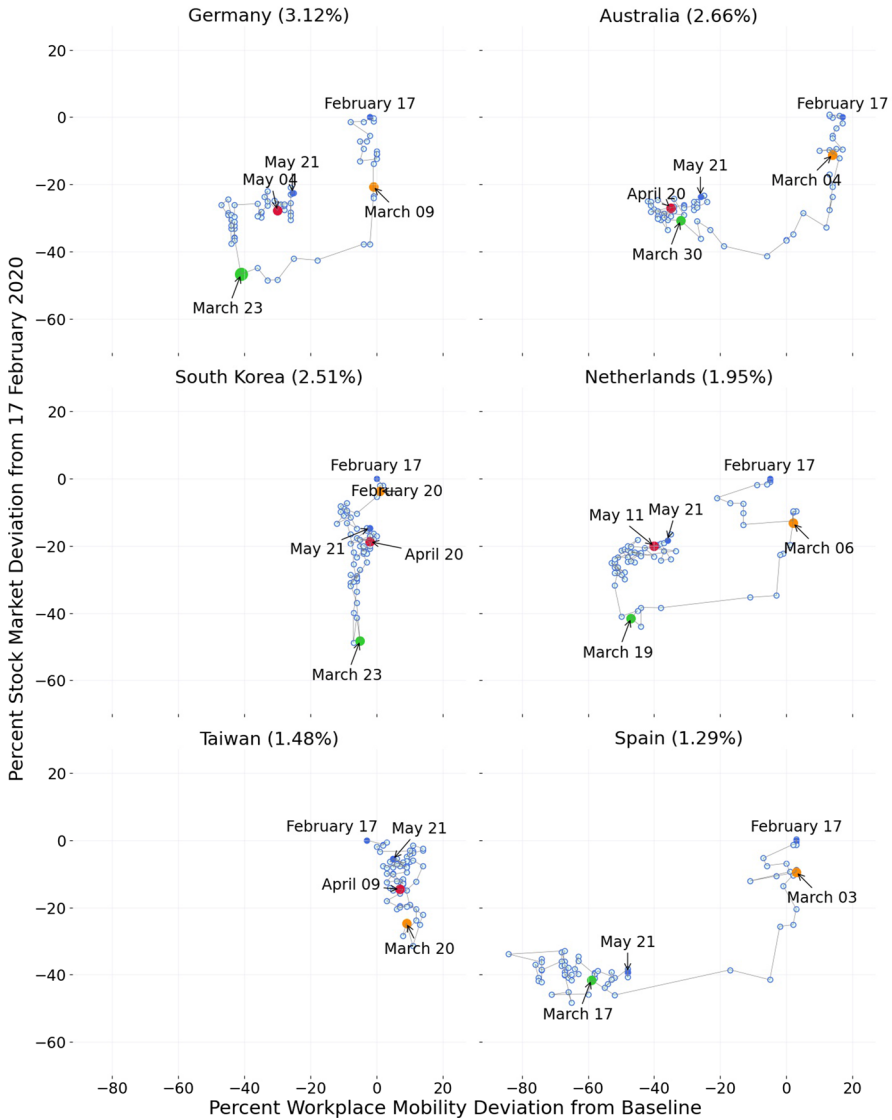 Germany (3.12%)
Australia (2.66%)
20
0
−20
−40
−60
February 17
May 21
May 04
March 09
March 23
February 17
May 21
April 20
March 04
March 30
South Korea (2.51%)
Netherlands (1.95%)
20
0
−20
−40
−60
February 17
February 20
May 21
April 20
March 23
February 17
May 11
May 21
March 06
March 19
Taiwan (1.48%)
Spain (1.29%)
20
0
−20
−40
−60
February 17
May 21
April 09
March 20
February 17
March 03
May 21
March 17
−80
−60
−40
−20
0
20
−80
−60
−40
−20
0
20
Percent Workplace Mobility Deviation from Baseline
Percent Stock Market Deviation from 17 February 2020